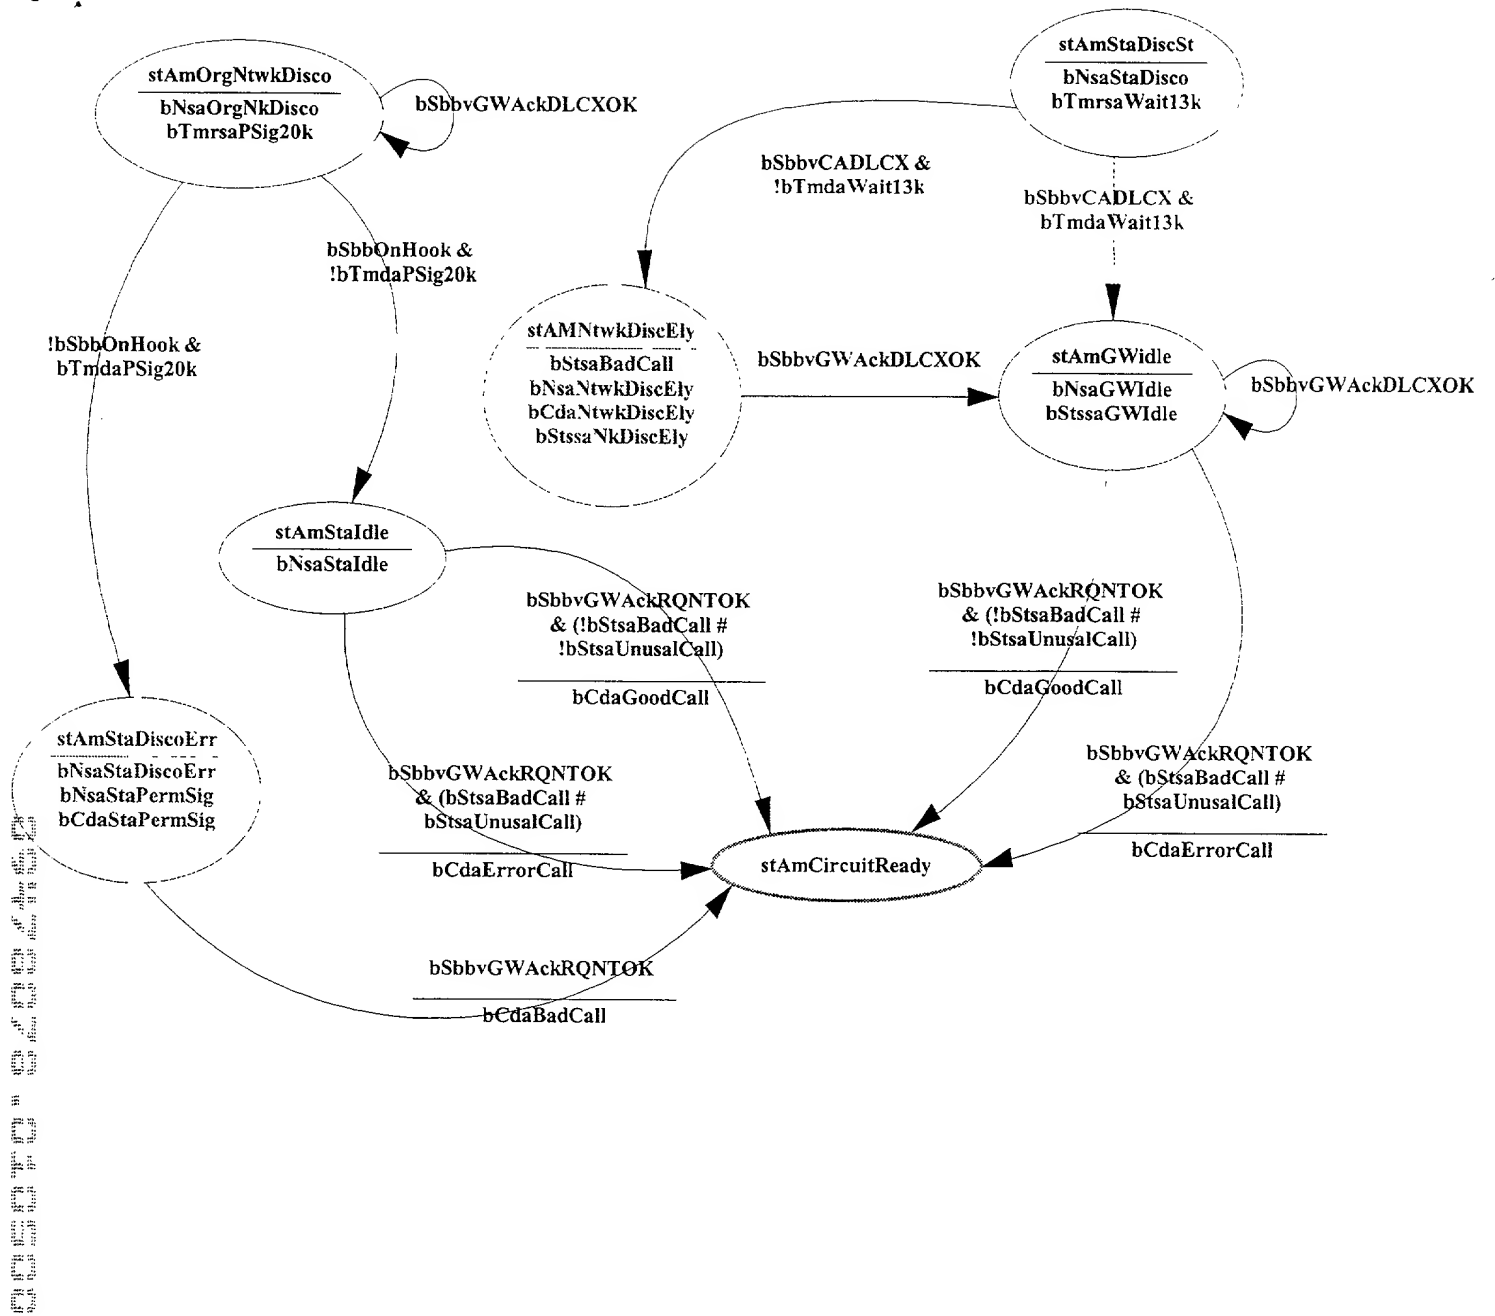 stAmOrgNtwkDisco
bNsaOrgNkDisco
bTmrsaPSig20k
bSbbvGWAckDLCXOK
stAmStaDiscSt
bNsaStaDisco
bTmrsaWait13k
bSbbvCADLCX &
!bTmdaWait13k
bSbbvCADLCX &
bTmdaWait13k
bSbbOnHook &
!bTmdaPSig20k
!bSbbOnHook &
bTmdaPSig20k
stAMNtwkDiscEly
bStsaBadCall
bNsaNtwkDiscEly
bCdaNtwkDiscEly
bStssaNkDiscEly
bSbbvGWAckDLCXOK
stAmGWidle
bNsaGWIdle
bStssaGWIdle
bSbbvGWAckDLCXOK
stAmStaIdle
bNsaStaIdle
bSbbvGWAckRQNTOK
& (!bStsaBadCall #
!bStsaUnusalCall)
bCdaGoodCall
bSbbvGWAckRQNTOK
& (!bStsaBadCall #
!bStsaUnusalCall)
bCdaGoodCall
stAmStaDiscoErr
bNsaStaDiscoErr
bNsaStaPermSig
bCdaStaPermSig
bSbbvGWAckRQNTOK
& (bStsaBadCall #
bStsaUnusalCall)
bCdaErrorCall
bSbbvGWAckRQNTOK
& (bStsaBadCall #
bStsaUnusalCall)
bCdaErrorCall
stAmCircuitReady
bSbbvGWAckRQNTOK
bCdaBadCall